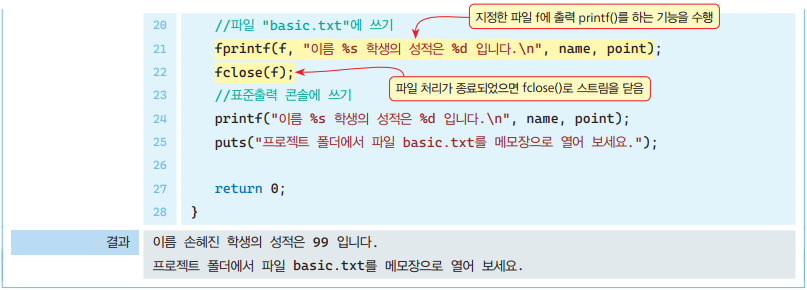 지정한 파일 f에 출력 printf()를 하는 기능을 수행
20 //파일 "basic.txt"에 쓰기
21 fprintf(f, "이름 %s 학생의 성적은 %d 입니다.\n", name, point);
22 fclose(f);
파일 처리가 종료되었으면 fclose()로 스트림을 닫음
23 //표준출력 콘솔에 쓰기
24 printf("이름 %s 학생의 성적은 %d 입니다.\n", name, point);
25 puts("프로젝트 폴더에서 파일 basic.txt를 메모장으로 열어 보세요.");
26
27 return 0;
28 }
결과 이름 손혜진 학생의 성적은 99 입니다.
프로젝트 폴더에서 파일 basic.txt를 메모장으로 열어 보세요.